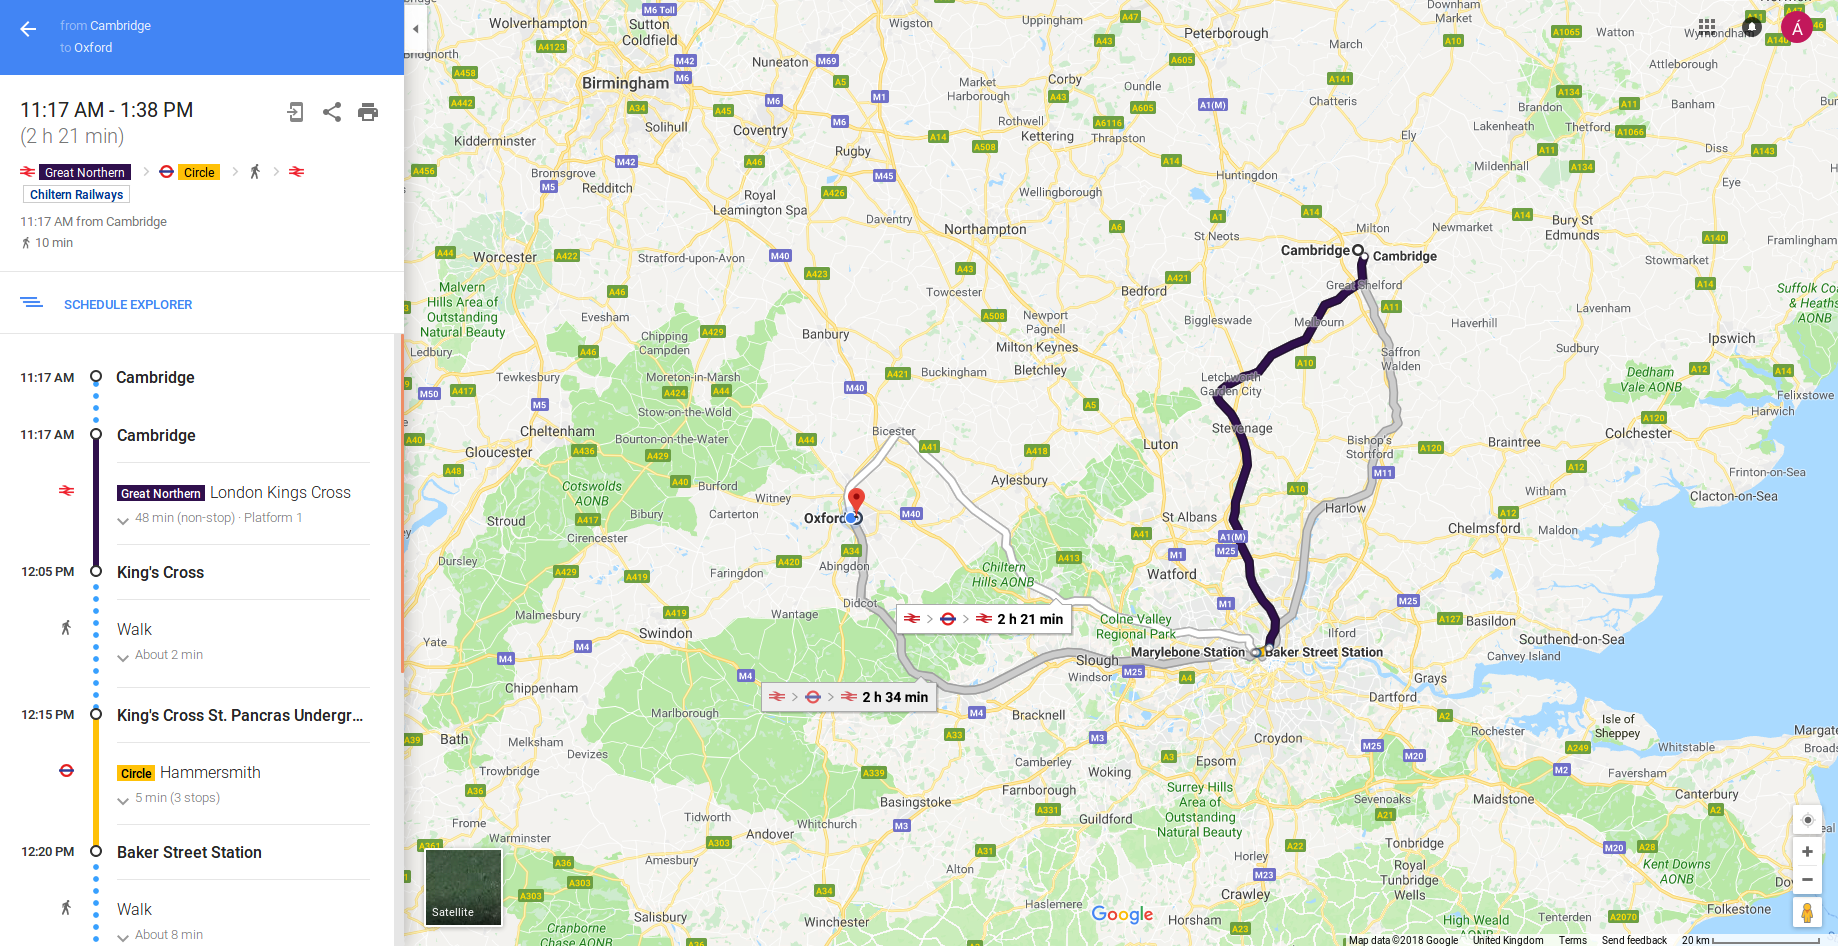 from Cambridge
to Oxford
11:17 AM - 1:38 PM
(2 h 21 min)
Great Northern
Circle
Chiltern Railways
11:17 AM from Cambridge
10 min
SCHEDULE EXPLORER
11:17 AM Cambridge
11:17 AM Cambridge
Great Northern London Kings Cross
48 min (non-stop) · Platform 1
12:05 PM King's Cross
Walk
About 2 min
12:15 PM King's Cross St. Pancras Undergr...
Circle Hammersmith
5 min (3 stops)
12:20 PM Baker Street Station
Walk
About 8 min
M6 Toll
Wolverhampton
Sutton Coldfield
Wigston
Uppingham
A47
Downham Market
Peterborough
March
Watton
Wymondham
Attleborough
Birmingham
Nuneaton
Market Harborough
Corby
Oundle
Chatteris
Brandon
Banham
Solihull
Coventry
Rothwell
Kettering
Thrapston
Ely
Lakenheath
Thetford
Kidderminster
Rugby
Diss
Bromsgrove
Redditch
Huntingdon
Mildenhall
Eye
Royal Leamington Spa
Wellingborough
Daventry
Northampton
St Neots
Milton
Newmarket
Bury St Edmunds
Framlingham
Worcester
Stratford-upon-Avon
Cambridge
Cambridge
Stowmarket
Malvern Hills Area of Outstanding Natural Beauty
Towcester
Bedford
Great Shelford
Evesham
Chipping Campden
Banbury
Newport Pagnell
Milton Keynes
Biggleswade
Melbourn
Haverhill
Lavenham
Ipswich
Ledbury
Tewkesbury
Moreton-in-Marsh
Buckingham
Bletchley
Letchworth Garden City
Saffron Walden
Sudbury
Dedham Vale AONB
Felixstowe
Harwich
Stow-on-the-Wold
Cheltenham
Bourton-on-the-Water
Bicester
Luton
Stevenage
Bishop's Stortford
Braintree
Colchester
Gloucester
Cotswolds AONB
Burford
Witney
Aylesbury
Frinton-on-Sea
Clacton-on-Sea
Witham
Stroud
Bibury
Carterton
Oxford
St Albans
Harlow
Chelmsford
Maldon
Cirencester
Dursley
Faringdon
Abingdon
Chiltern Hills AONB
Watford
Malmesbury
Wantage
Didcot
2 h 21 min
Colne Valley Regional Park
Ilford
Basildon
Southend-on-Sea
Canvey Island
Yate
Swindon
Marylebone Station
Baker Street Station
Slough
Windsor
Grays
Dartford
Chippenham
2 h 34 min
Marlborough
Bracknell
Isle of Sheppey
Bath
Melksham
Devizes
Croydon
Rochester
Whitstable
Trowbridge
Camberley
Woking
Epsom
Faversham
Basingstoke
Farnborough
Surrey Hills Area of Outstanding Natural Beauty
Sevenoaks
Maidstone
Canterbury
Frome
Warminster
Tidworth
Andover
Whitchurch
Guildford
Amesbury
Alton
Horley
Tonbridge
Royal Tunbridge Wells
Kent Downs AONB
Crawley
Satellite
Salisbury
Winchester
Haslemere
Google
Horsham
High Weald
Tenterden
Folkestone
Cranborne Chase AONB
Map data ©2018 Google United Kingdom Terms Send feedback 20 km